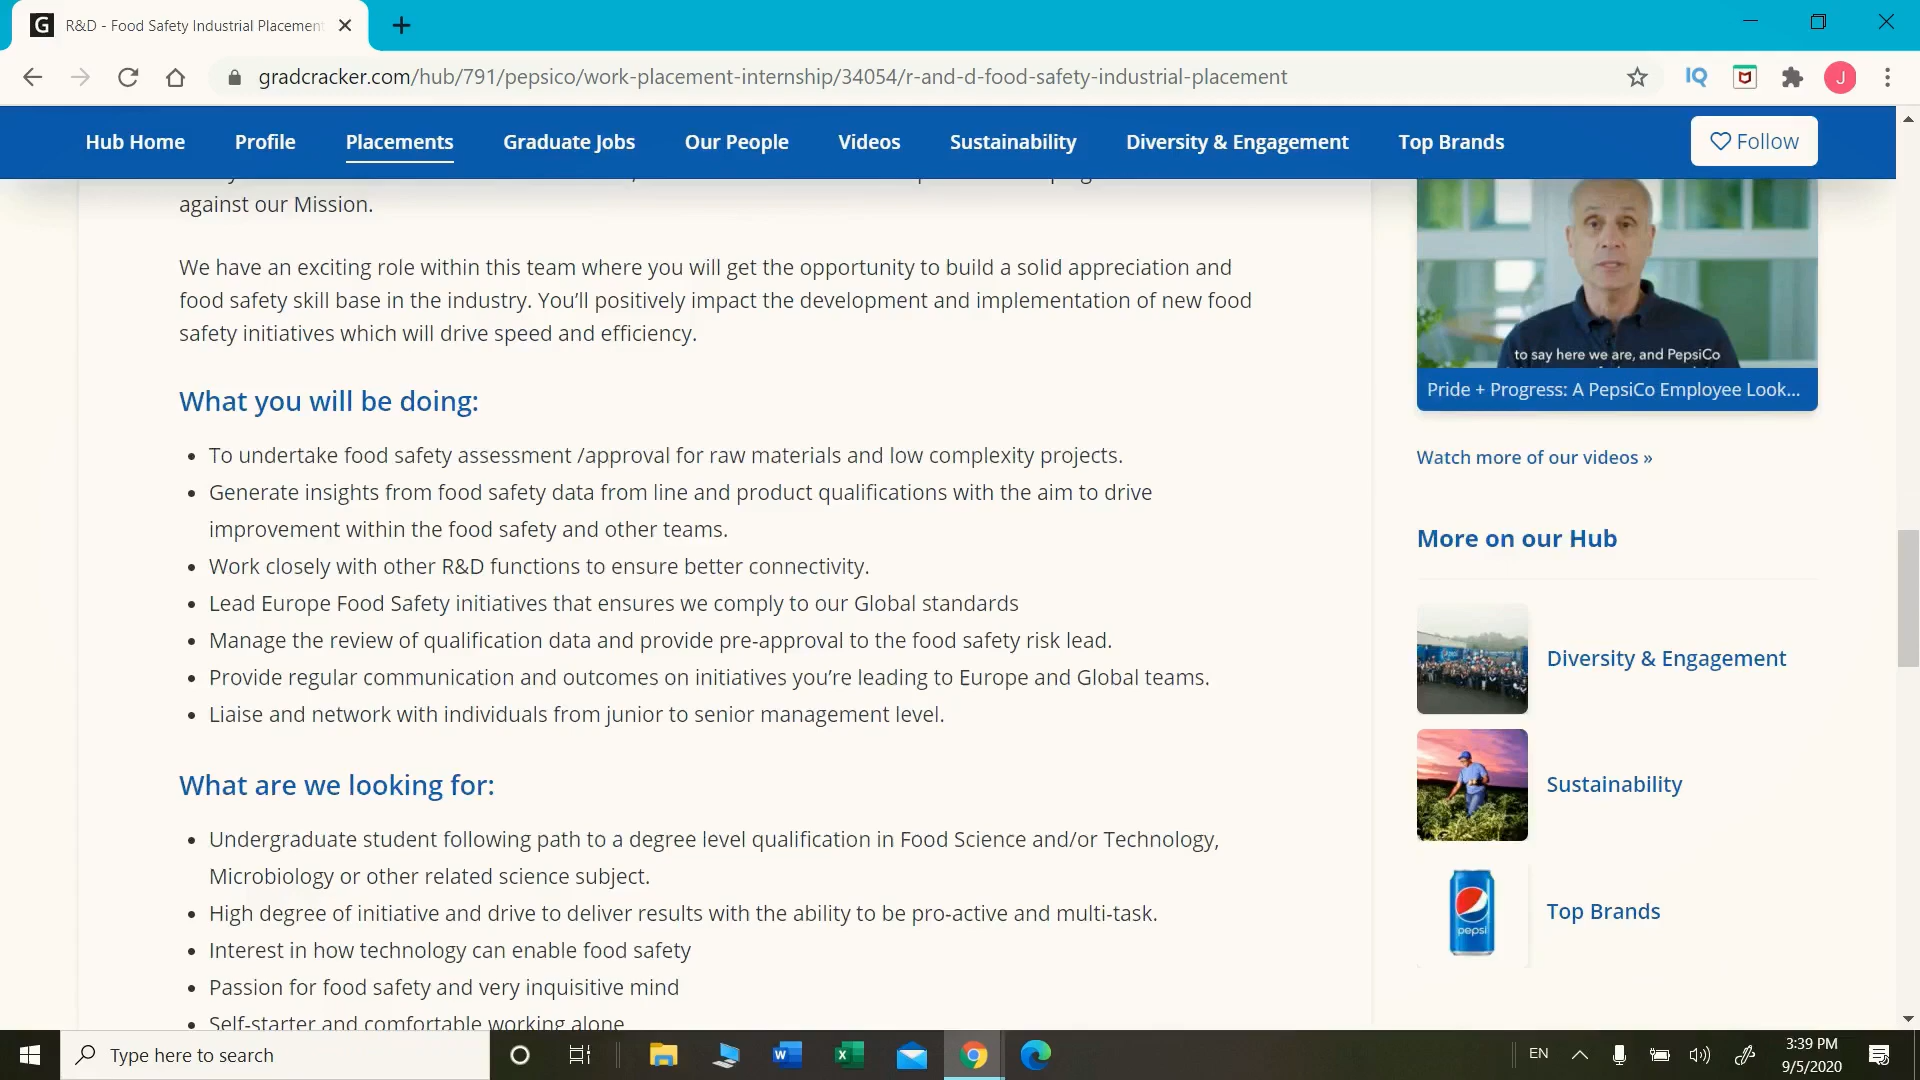 R&D - Food Safety Industrial Placement
gradcracker.com/hub/791/pepsico/work-placement-internship/34054/r-and-d-food-safety-industrial-placement
Hub Home Profile Placements Graduate Jobs Our People Videos Sustainability Diversity & Engagement Top Brands Follow
against our Mission.
We have an exciting role within this team where you will get the opportunity to build a solid appreciation and
food safety skill base in the industry. You’ll positively impact the development and implementation of new food
safety initiatives which will drive speed and efficiency.
What you will be doing:
• To undertake food safety assessment /approval for raw materials and low complexity projects.
• Generate insights from food safety data from line and product qualifications with the aim to drive
improvement within the food safety and other teams.
• Work closely with other R&D functions to ensure better connectivity.
• Lead Europe Food Safety initiatives that ensures we comply to our Global standards
• Manage the review of qualification data and provide pre-approval to the food safety risk lead.
• Provide regular communication and outcomes on initiatives you’re leading to Europe and Global teams.
• Liaise and network with individuals from junior to senior management level.
What are we looking for:
• Undergraduate student following path to a degree level qualification in Food Science and/or Technology,
Microbiology or other related science subject.
• High degree of initiative and drive to deliver results with the ability to be pro-active and multi-task.
• Interest in how technology can enable food safety
• Passion for food safety and very inquisitive mind
• Self-starter and comfortable working alone
to say here we are, and PepsiCo
Pride + Progress: A PepsiCo Employee Look...
Watch more of our videos »
More on our Hub
Diversity & Engagement
Sustainability
pepsi
Top Brands
Type here to search
EN
3:39 PM
9/5/2020